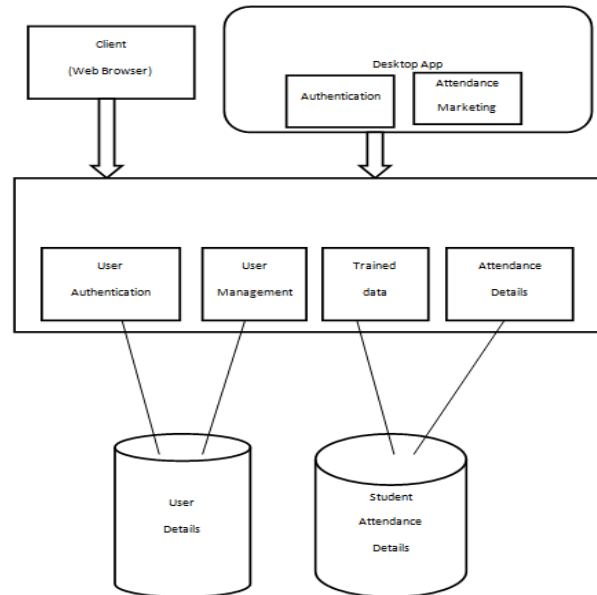 Client
(Web Browser)
Desktop App
Authentication
Attendance
Marketing
User
Authentication
User
Management
Trained
data
Attendance
Details
User
Details
Student
Attendance
Details